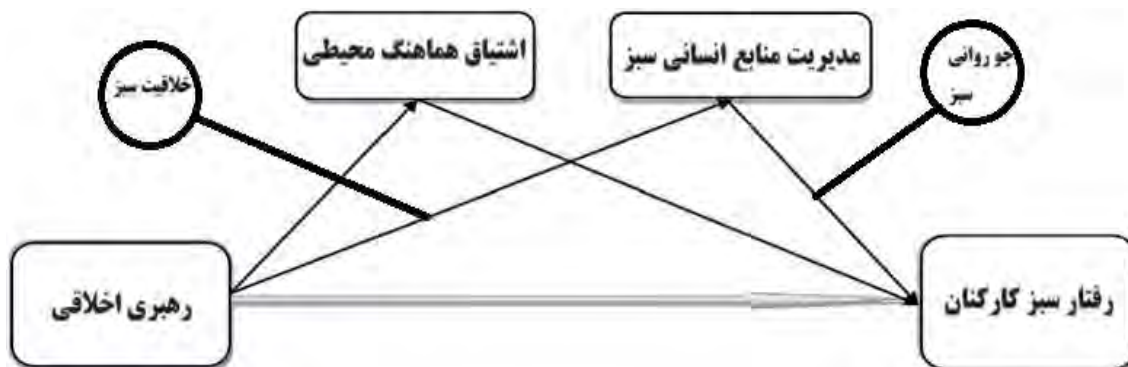 اشتیاق هماهنگ محیطی
مدیریت منابع انسانی سبز
جو روانی
سبز
خلاقیت سبز
رهبری اخلاقی
رفتار سبز کارکنان